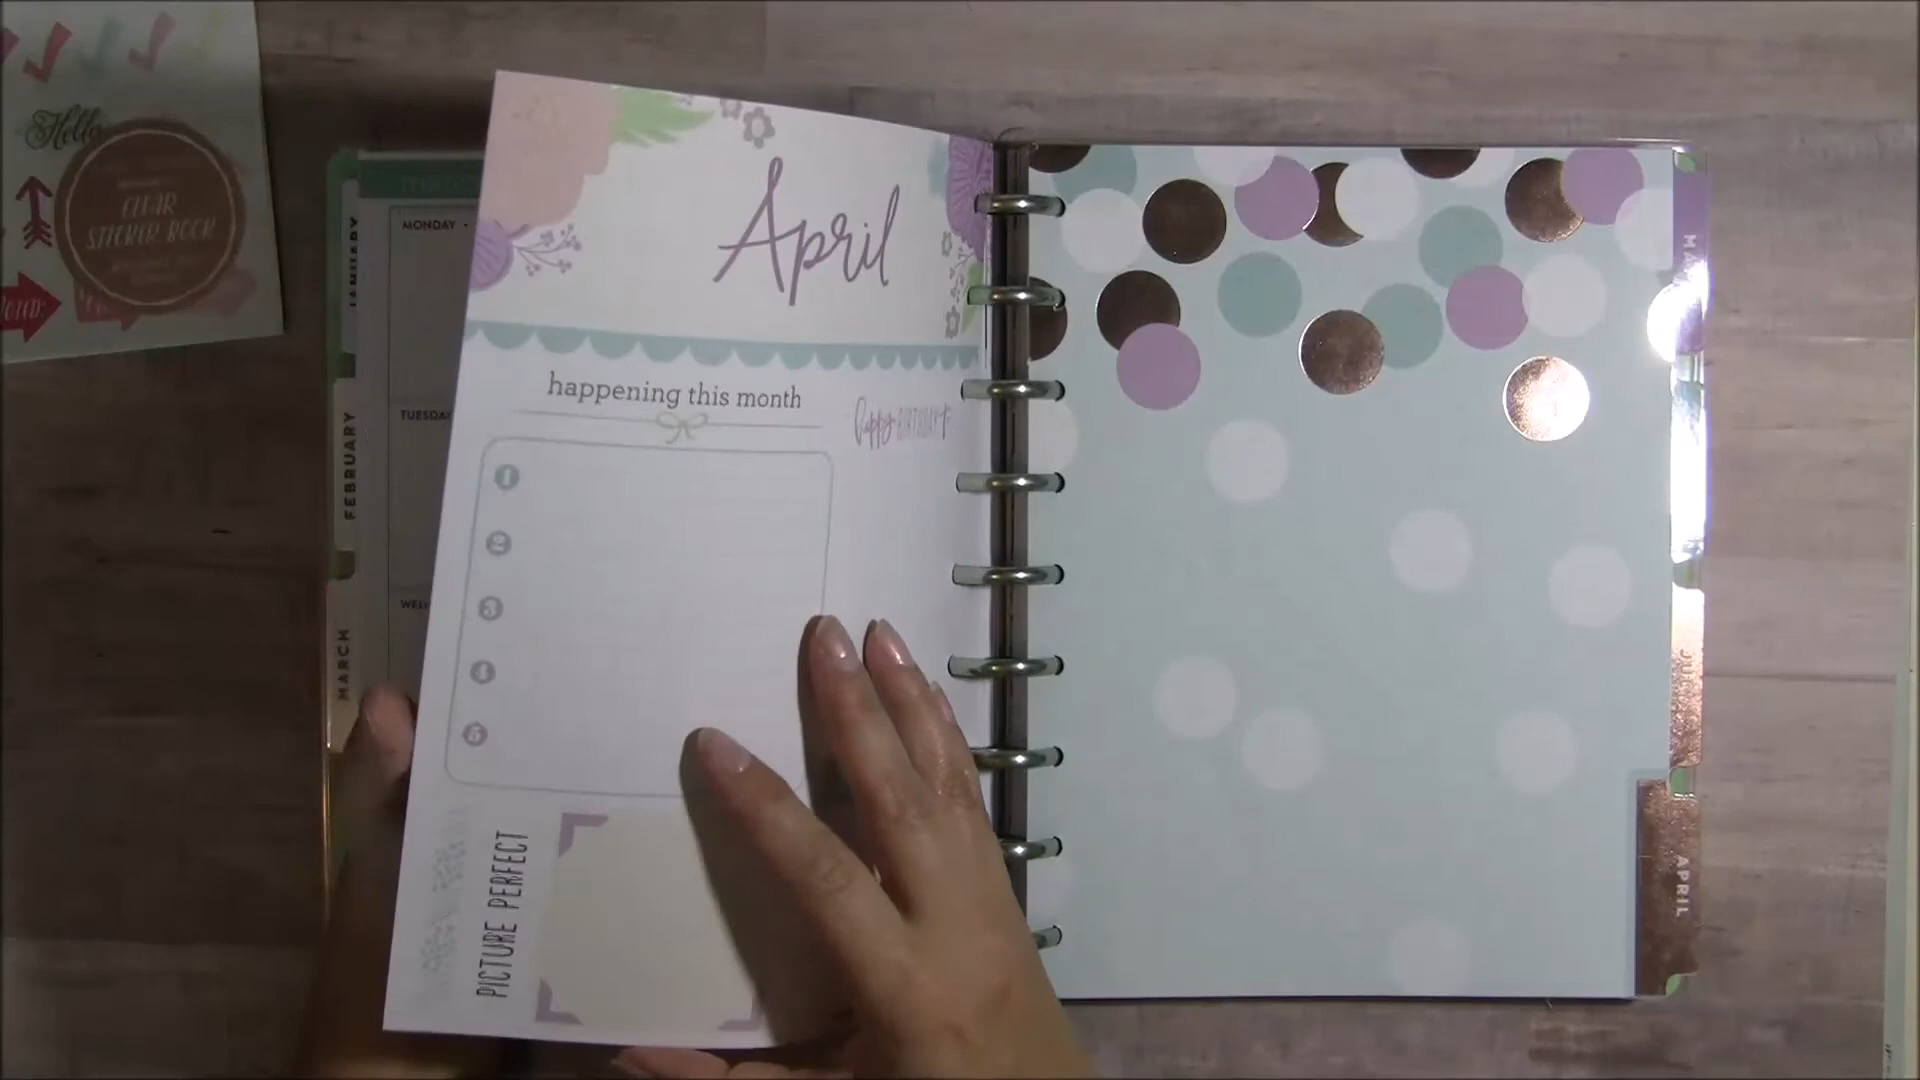 Hello
CLEAR
STICKER BOOK
JANUARY
FEBRUARY
MARCH
MONDAY
TUESDAY
April
happening this month
happy BIRTHDAY
1
2
3
4
5
PICTURE PERFECT
APRIL